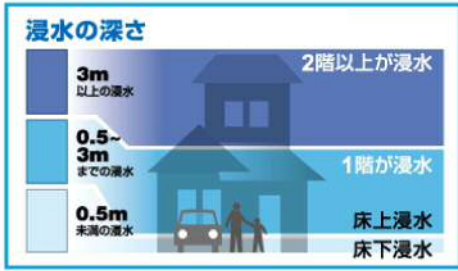 浸水の深さ
3m
以上の浸水
2階以上が浸水
0.5~
3m
までの浸水
1階が浸水
0.5m
未満の浸水
床上浸水
床下浸水